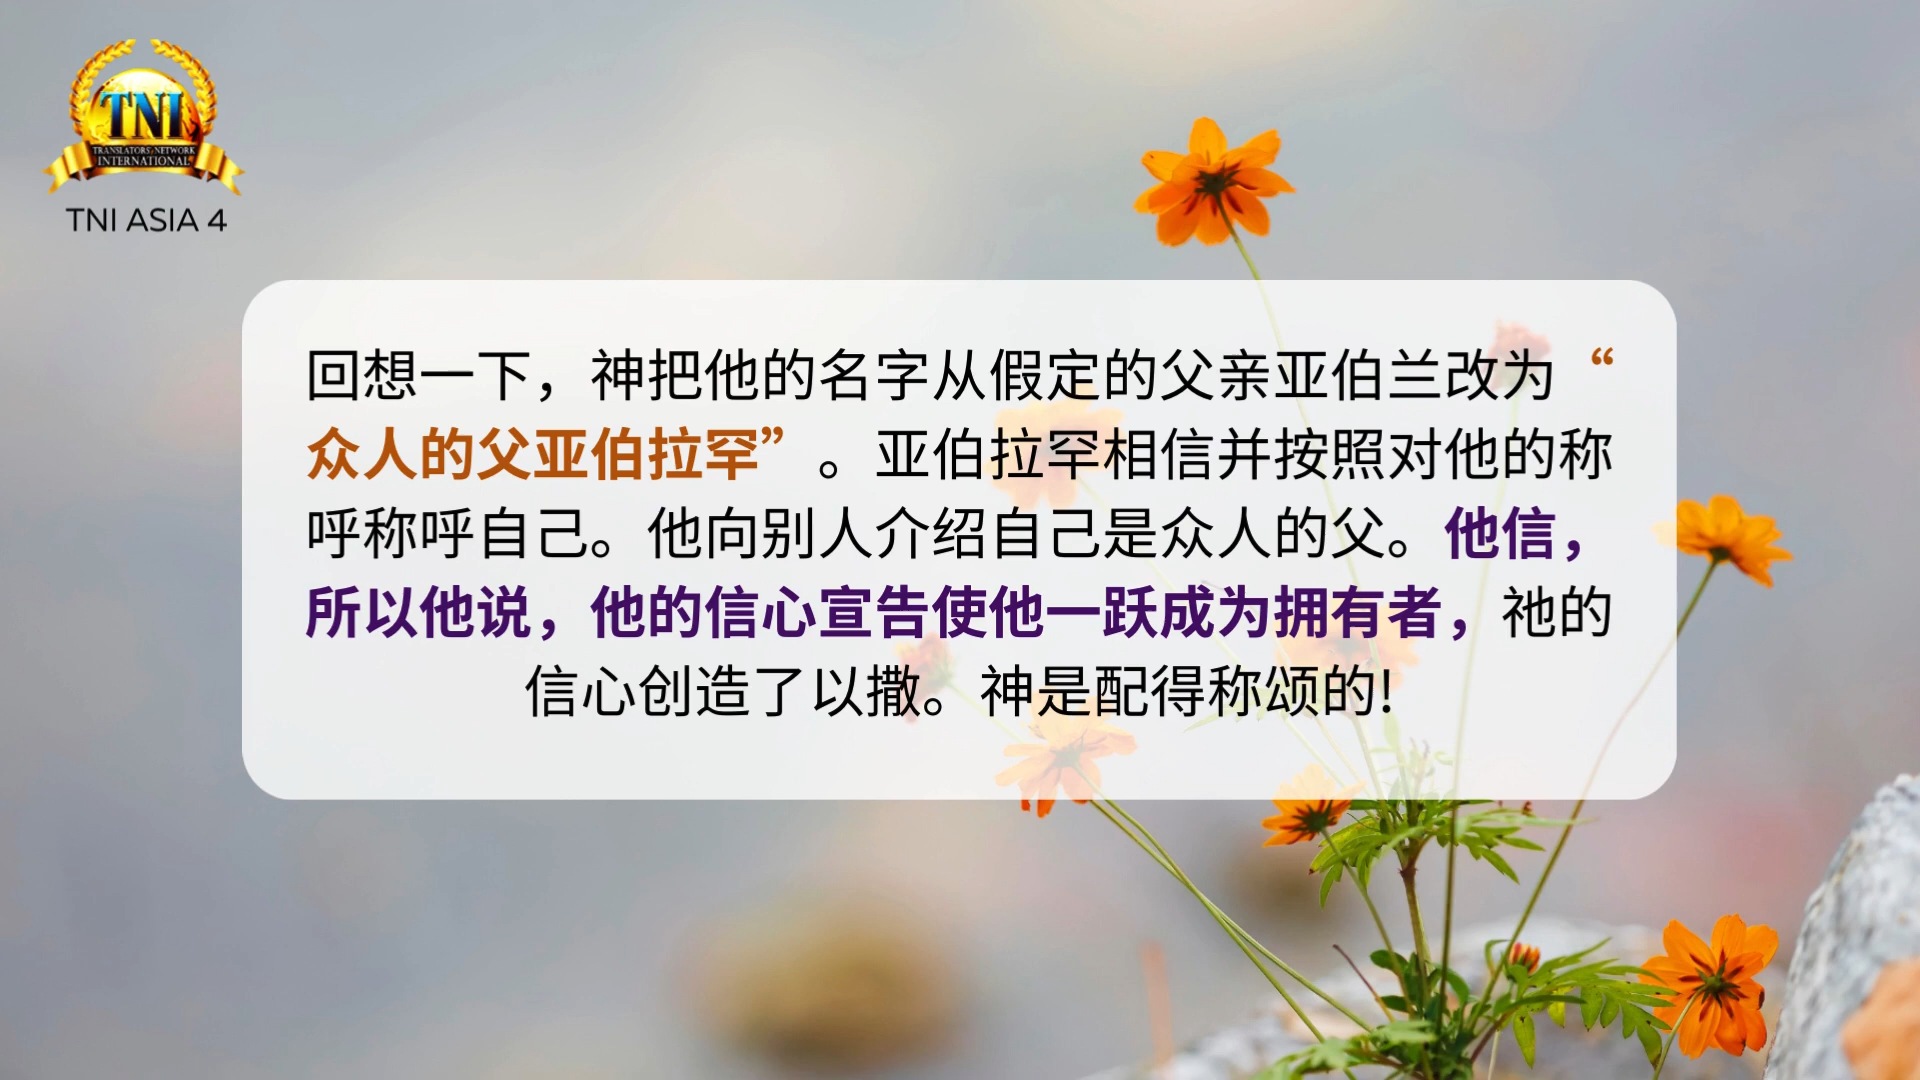 TNI
TRANSLATORS' NETWORK
INTERNATIONAL
TNI ASIA 4
回想一下，神把他的名字从假定的父亲亚伯兰改为“
众人的父亚伯拉罕”。亚伯拉罕相信并按照对他的称
呼称呼自己。他向别人介绍自己是众人的父。他信，
所以他说，他的信心宣告使他一跃成为拥有者，祂的
信心创造了以撒。神是配得称颂的!